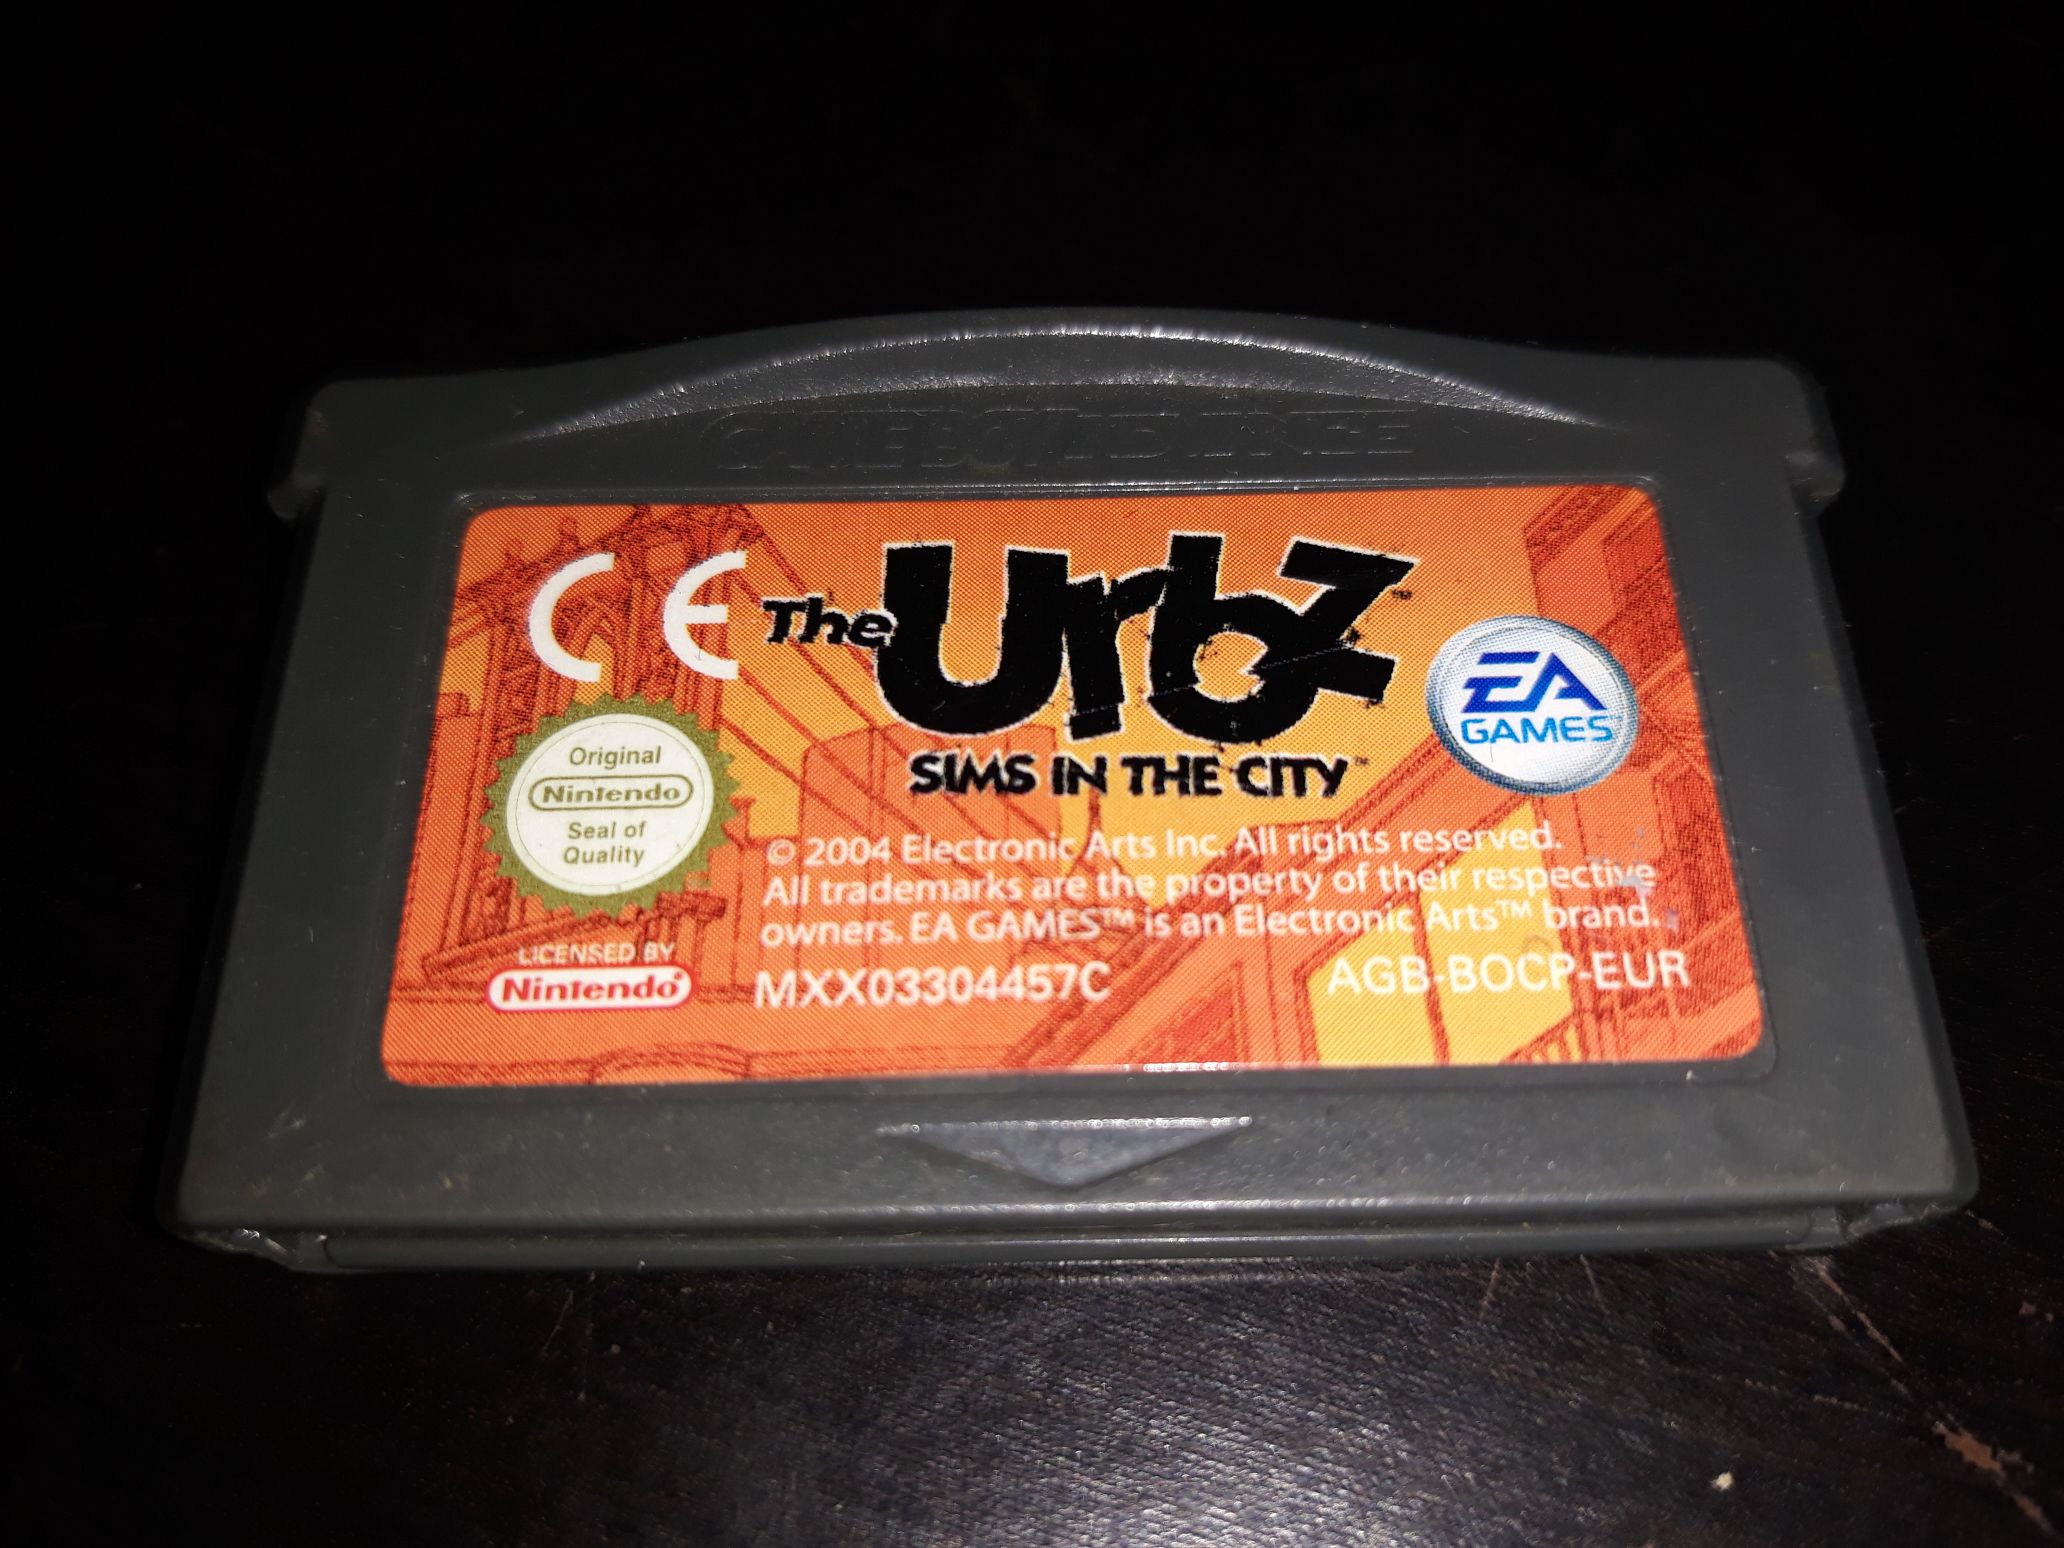 GAME BOY ADVANCE
CE
The Urbz™
SIMS IN THE CITY™
EA
GAMES™
Original
Nintendo
Seal of
Quality
© 2004 Electronic Arts Inc. All rights reserved.
All trademarks are the property of their respective
owners. EA GAMES™ is an Electronic Arts™ brand.
LICENSED BY
Nintendo®
MXX03304457C
AGB-BOCP-EUR